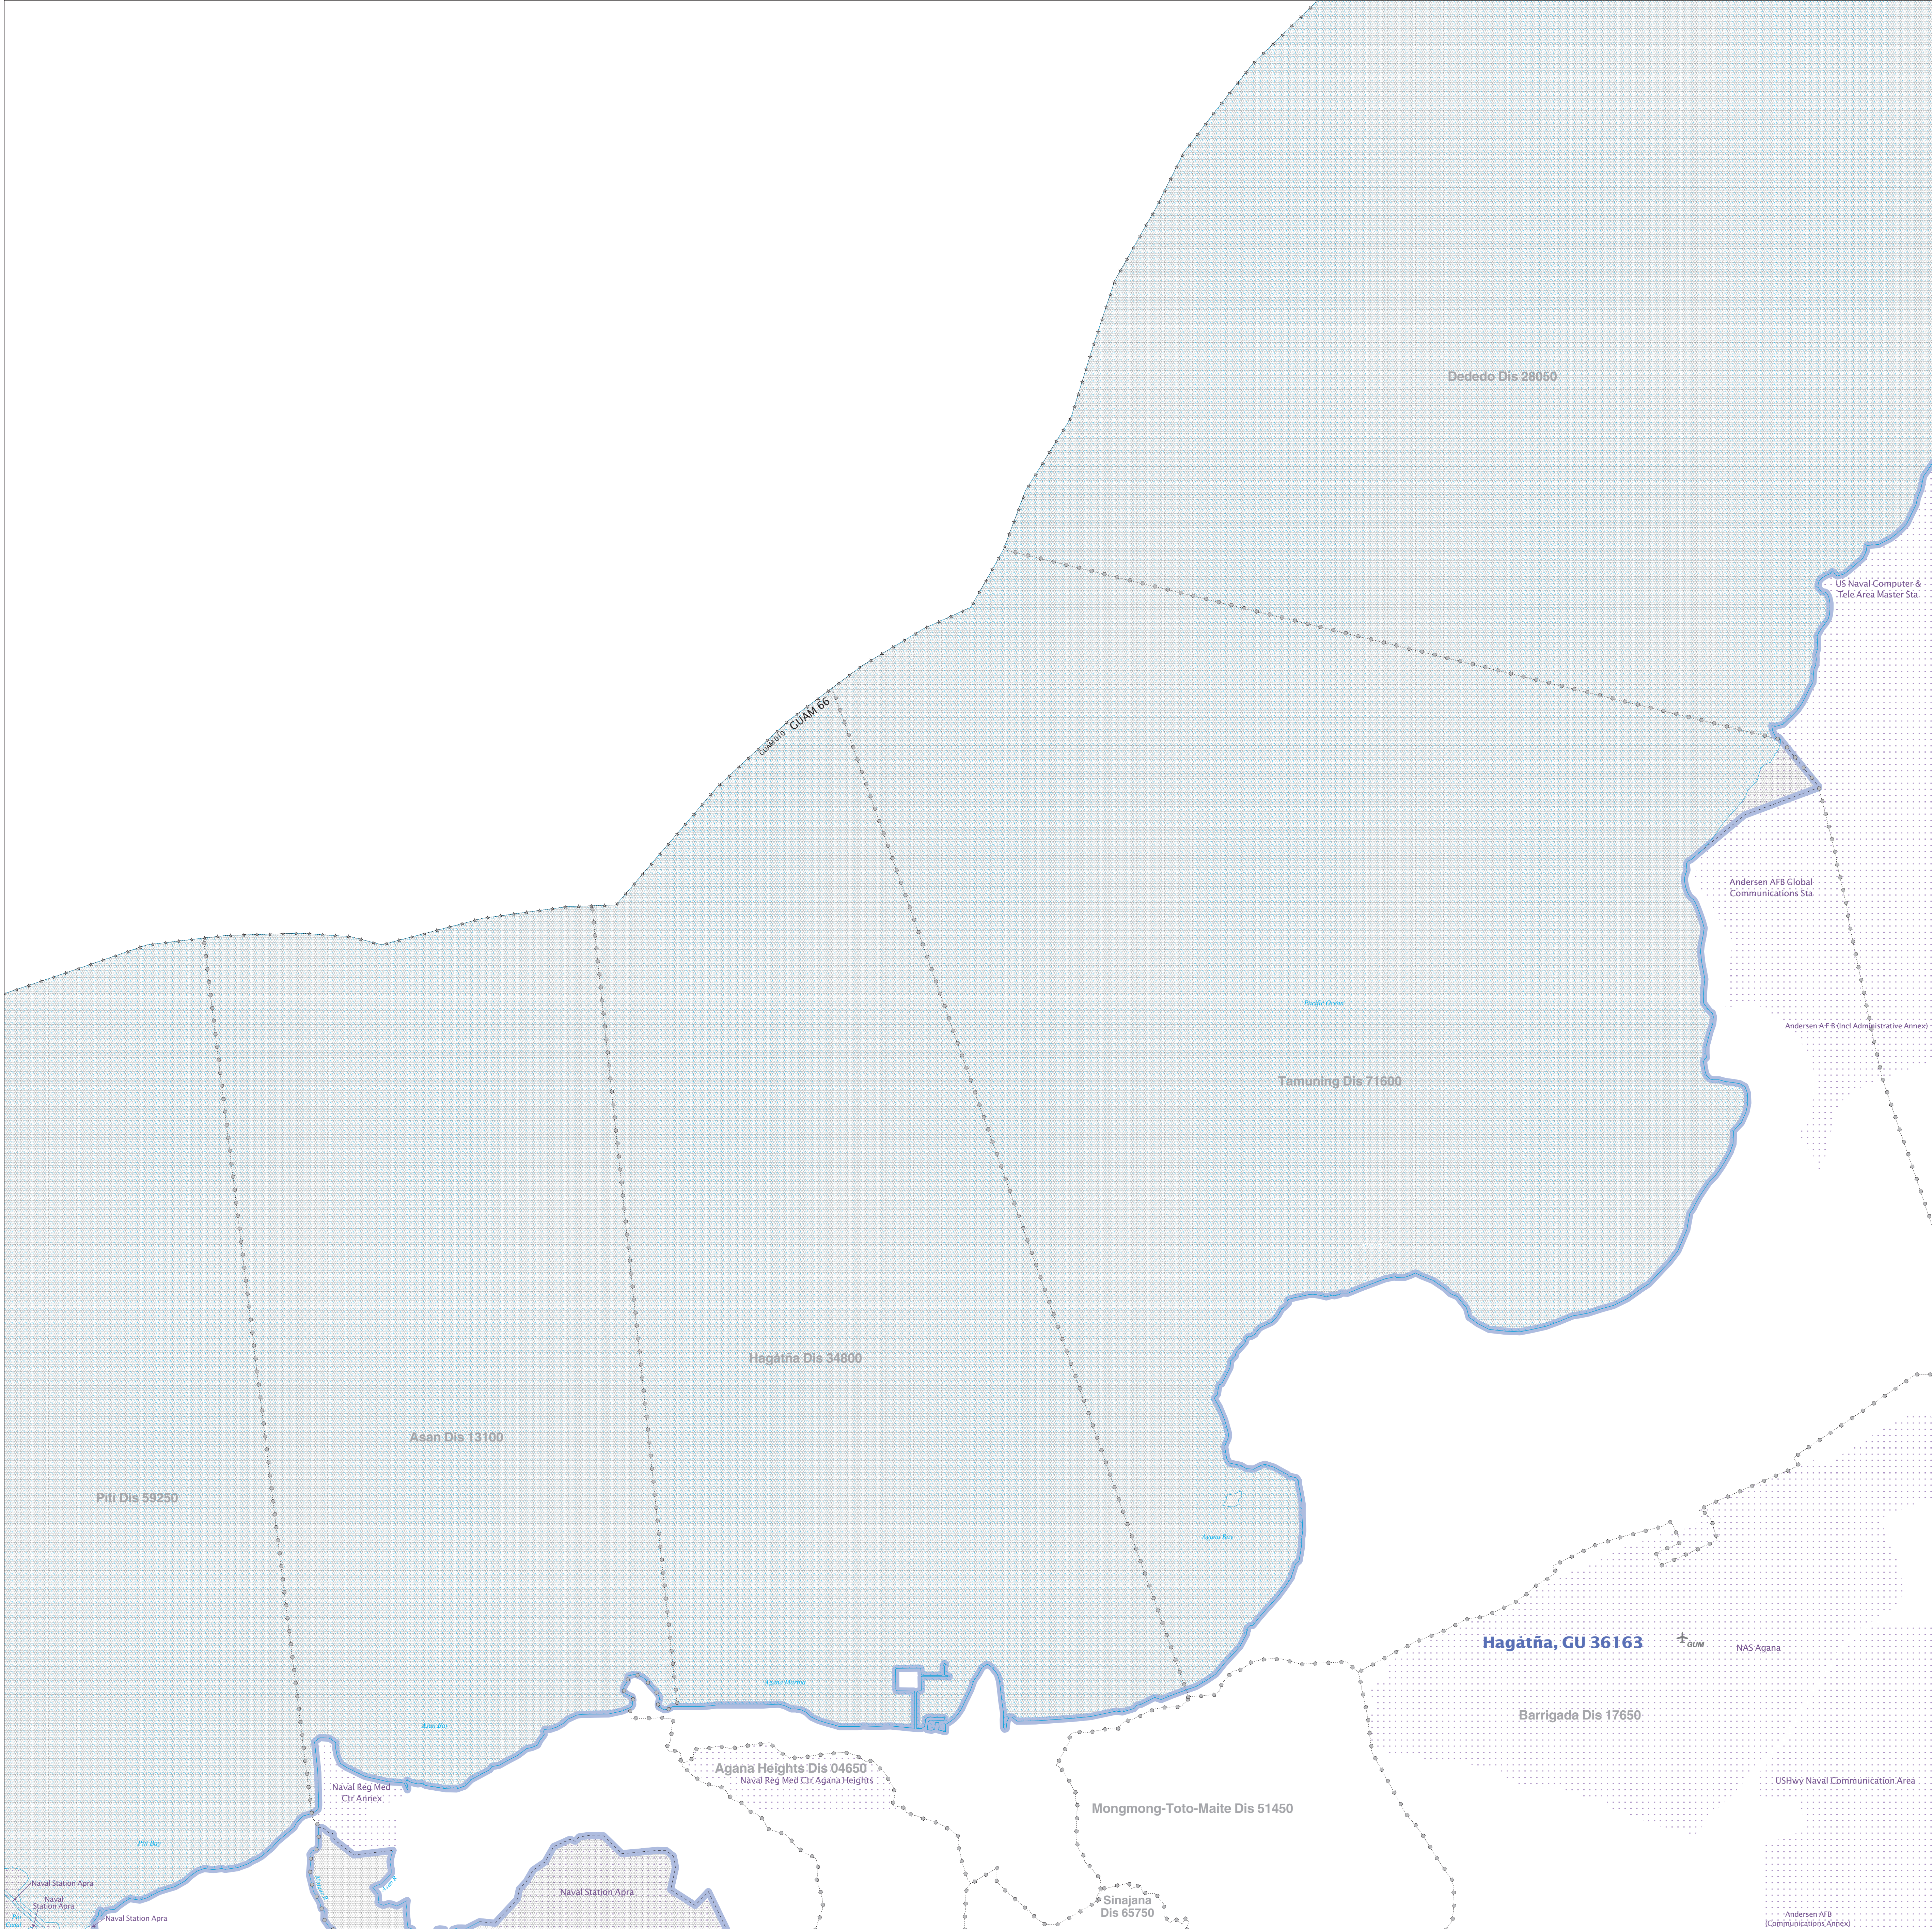 Dededo Dis 28050
US Naval Computer &
Tele Area Master Sta
GUAM 66
GUAM 010
Andersen AFB Global
Communications Sta
Pacific Ocean
Andersen A F B (Incl Administrative Annex)
Tamuning Dis 71600
Hagåtña Dis 34800
Asan Dis 13100
Piti Dis 59250
Agana Bay
Hagåtña, GU 36163
GUM
NAS Agana
Agana Marina
Barrigada Dis 17650
Asan Bay
Agana Heights Dis 04650
Naval Reg Med Ctr Agana Heights
USHwy Naval Communication Area
Naval Reg Med
Ctr Annex
Mongmong-Toto-Maite Dis 51450
Piti Bay
Naval Station Apra
Naval
Station Apra
Naval Station Apra
Piti
Canal
Naval Station Apra
Sinajana
Dis 65750
Andersen AFB
(Communications Annex)